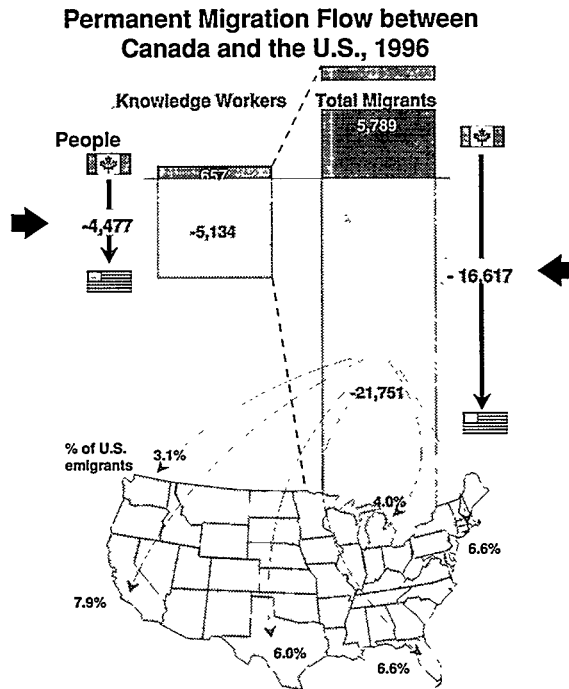 Permanent Migration Flow between
Canada and the U.S., 1996
Knowledge Workers Total Migrants
People
5,789
657
-4,477
-5,134
- 16,617
-21,751
% of U.S.
emigrants
3.1%
4.0%
6.6%
7.9%
6.0%
6.6%